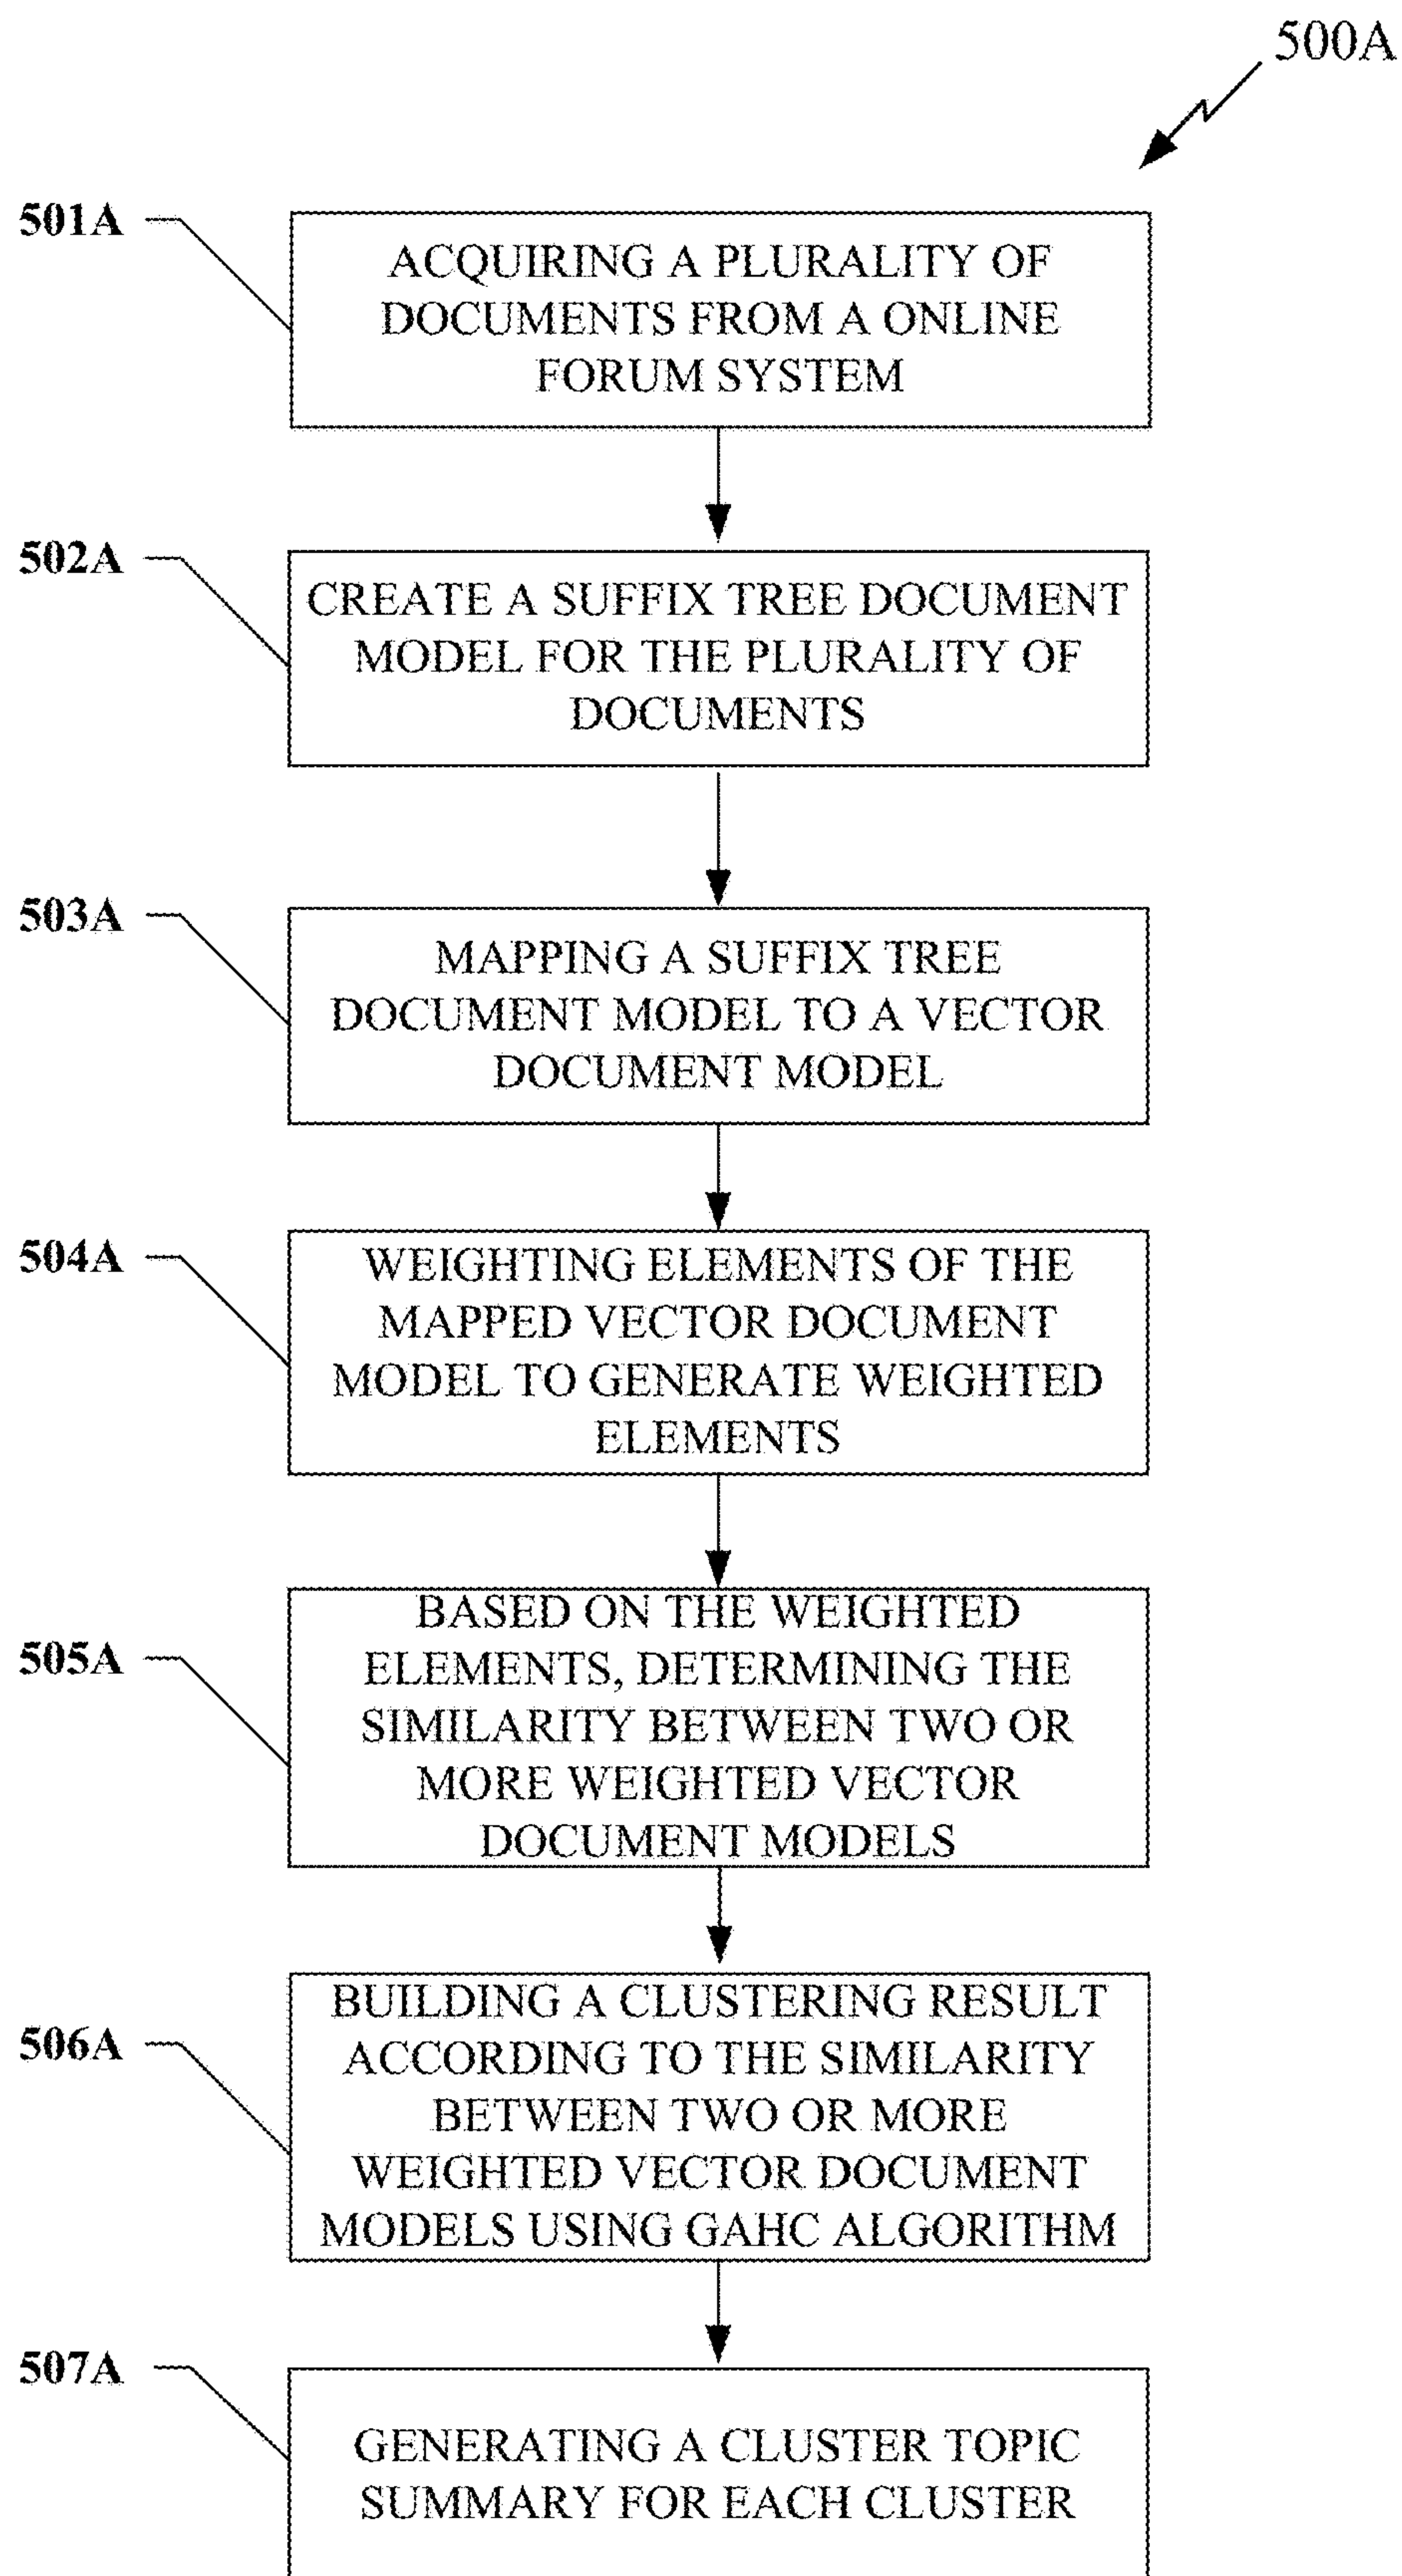 500A
501A
ACQUIRING A PLURALITY OF
DOCUMENTS FROM A ONLINE
FORUM SYSTEM
502A
CREATE A SUFFIX TREE DOCUMENT
MODEL FOR THE PLURALITY OF
DOCUMENTS
503A
MAPPING A SUFFIX TREE
DOCUMENT MODEL TO A VECTOR
DOCUMENT MODEL
504A
WEIGHTING ELEMENTS OF THE
MAPPED VECTOR DOCUMENT
MODEL TO GENERATE WEIGHTED
ELEMENTS
505A
BASED ON THE WEIGHTED
ELEMENTS, DETERMINING THE
SIMILARITY BETWEEN TWO OR
MORE WEIGHTED VECTOR
DOCUMENT MODELS
506A
BUILDING A CLUSTERING RESULT
ACCORDING TO THE SIMILARITY
BETWEEN TWO OR MORE
WEIGHTED VECTOR DOCUMENT
MODELS USING GAHC ALGORITHM
507A
GENERATING A CLUSTER TOPIC
SUMMARY FOR EACH CLUSTER